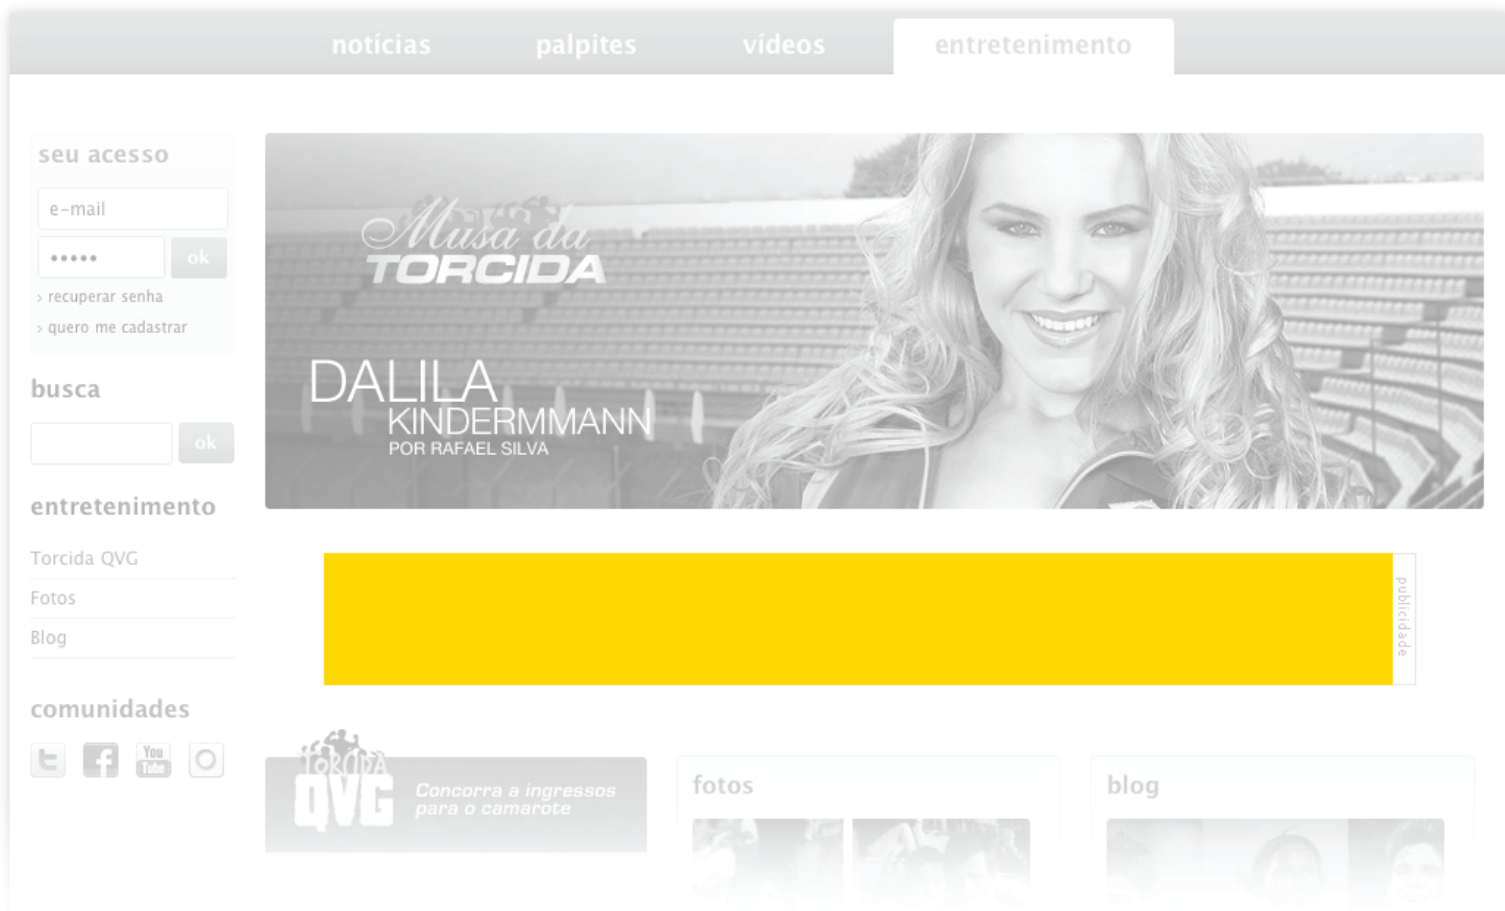 notícias
palpites
vídeos
entretenimento
seu acesso
e-mail
•••••
ok
› recuperar senha
› quero me cadastrar
busca
ok
entretenimento
Torcida QVG
Fotos
Blog
comunidades
You
Tube
Musa da
TORCIDA
DALILA
KINDERMMANN
POR RAFAEL SILVA
publicidade
TORCIDA
QVG
Concorra a ingressos
para o camarote
fotos
blog